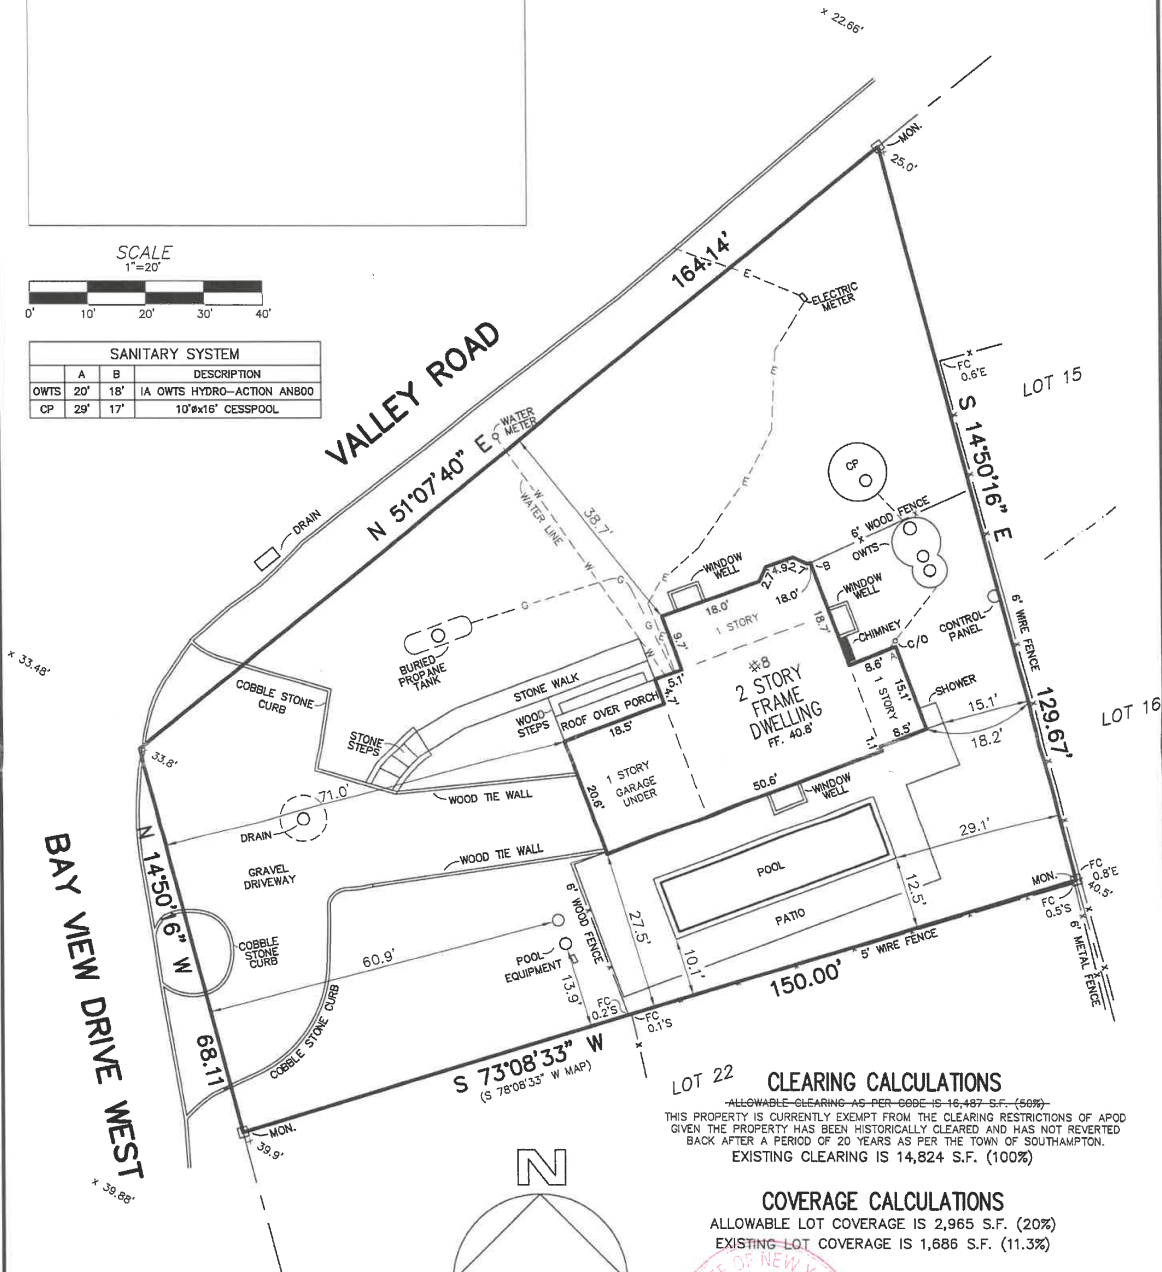 x 22.66'
MON.
25.0'
SCALE
1"=20'
0' 10' 20' 30' 40'
SANITARY SYSTEM
A B DESCRIPTION
OWTS 20' 18' IA OWTS HYDRO-ACTION AN800
CP 29' 17' 10'øx16' CESSPOOL
VALLEY ROAD
164.14'
N 51°07'40" E
E
ELECTRIC
METER
E
E
E
WATER
METER
W
WATER LINE
W
W
38.7'
DRAIN
FC
0.6'E
LOT 15
S 14°50'16" E
CP
6' WOOD FENCE
OWTS
B
WINDOW
WELL
2.7' 4.9' 2.7'
18.0'
18.0'
1 STORY
9.7'
G
G
G
E
BURIED
PROPANE
TANK
WINDOW
WELL
18.7'
CHIMNEY
C/O
A
CONTROL
PANEL
6' WIRE FENCE
x 33.48'
COBBLE STONE
CURB
STONE WALK
WOOD
STEPS
ROOF OVER PORCH
18.5'
5.1'
#8
2 STORY
FRAME
DWELLING
FF. 40.8'
8.6'
1 STORY
15.1'
8.5'
1.1'
SHOWER
15.1'
18.2'
129.67'
LOT 16
33.8'
STONE
STEPS
71.0'
WOOD TIE WALL
1 STORY
GARAGE
UNDER
20.6'
50.6'
WINDOW
WELL
DRAIN
GRAVEL
DRIVEWAY
WOOD TIE WALL
POOL
PATIO
29.1'
12.5'
MON.
FC
0.8'E
40.5'
FC
0.5'S
6' METAL FENCE
BAY VIEW DRIVE WEST
N 14°50'16" W
68.11'
COBBLE
STONE
CURB
60.9'
POOL
EQUIPMENT
6' WOOD FENCE
27.5'
10.1'
13.9'
FC
0.2'S
FC
0.1'S
150.00'
5' WIRE FENCE
COBBLE STONE CURB
S 73°08'33" W
(S 78°08'33" W MAP)
MON.
39.9'
x 39.88'
LOT 22
N
CLEARING CALCULATIONS
ALLOWABLE CLEARING AS PER CODE IS 16,487 S.F. (50%)
THIS PROPERTY IS CURRENTLY EXEMPT FROM THE CLEARING RESTRICTIONS OF APOD
GIVEN THE PROPERTY HAS BEEN HISTORICALLY CLEARED AND HAS NOT REVERTED
BACK AFTER A PERIOD OF 20 YEARS AS PER THE TOWN OF SOUTHAMPTON.
EXISTING CLEARING IS 14,824 S.F. (100%)
COVERAGE CALCULATIONS
ALLOWABLE LOT COVERAGE IS 2,965 S.F. (20%)
EXISTING LOT COVERAGE IS 1,686 S.F. (11.3%)
OF NEW